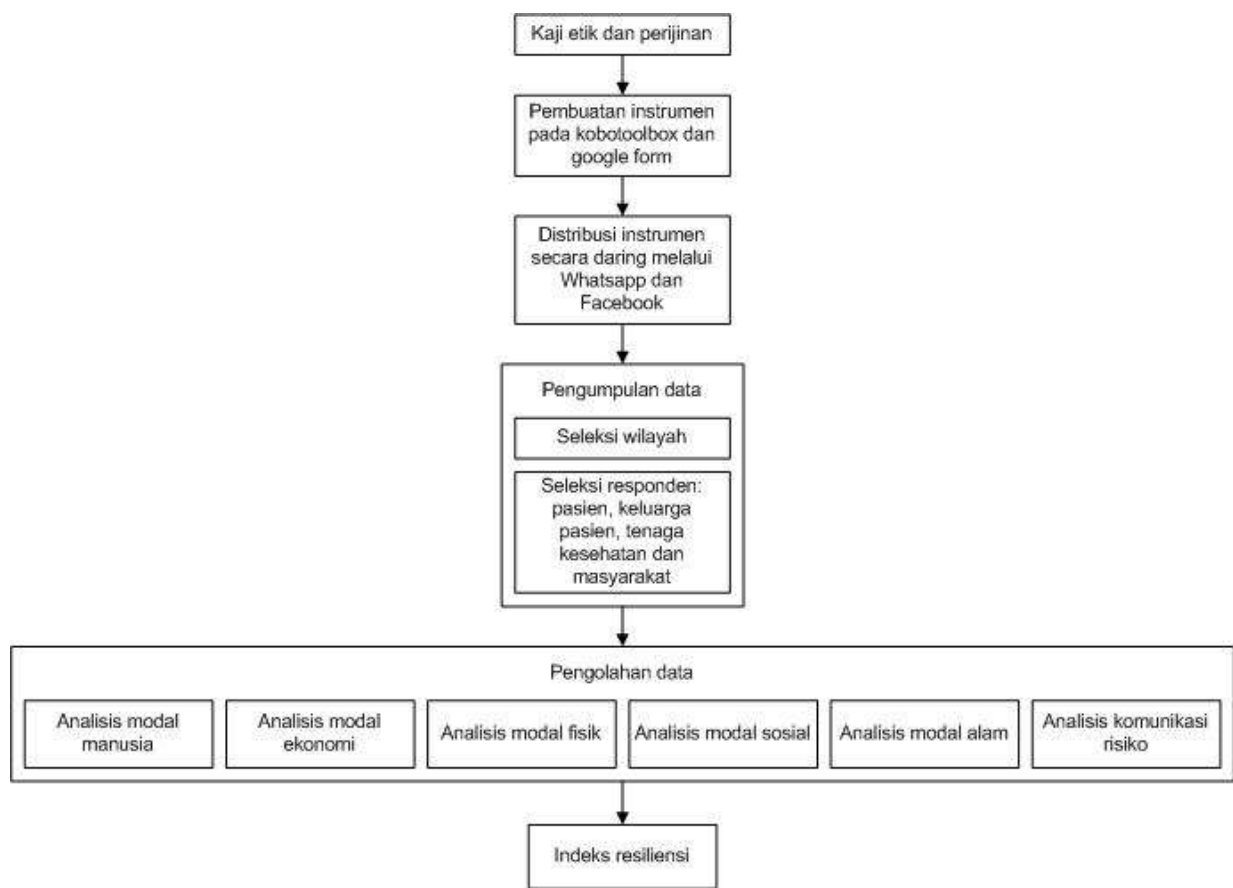 Kaji etik dan perijinan
Pembuatan instrumen
pada kobotoolbox dan
google form
Distribusi instrumen
secara daring melalui
Whatsapp dan
Facebook
Pengumpulan data
Seleksi wilayah
Seleksi responden:
pasien, keluarga
pasien, tenaga
kesehatan dan
masyarakat
Pengolahan data
Analisis modal
manusia
Analisis modal
ekonomi
Analisis modal fisik
Analisis modal sosial
Analisis modal alam
Analisis komunikasi
risiko
Indeks resiliensi